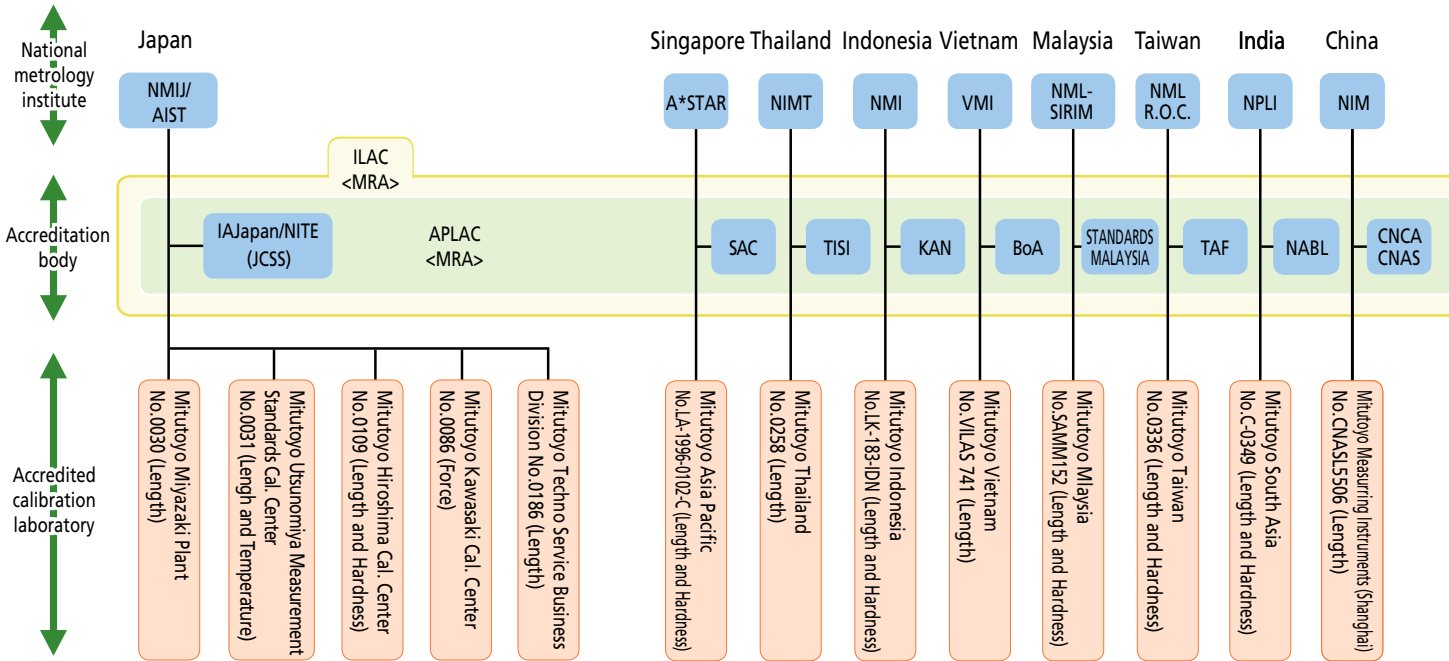 National
metrology
institute
Japan
Singapore
Thailand
Indonesia
Vietnam
Malaysia
Taiwan
India
China
NMIJ/
AIST
A*STAR
NIMT
NMI
VMI
NML-
SIRIM
NML
R.O.C.
NPLI
NIM
ILAC
<MRA>
Accreditation
body
IAJapan/NITE
(JCSS)
APLAC
<MRA>
SAC
TISI
KAN
BoA
STANDARDS
MALAYSIA
TAF
NABL
CNCA
CNAS
Accredited
calibration
laboratory
Mitutoyo Miyazaki Plant
No.0030 (Length)
Mitutoyo Utsunomiya Measurement
Standards Cal. Center
No.0031 (Lengh and Temperature)
Mitutoyo Hiroshima Cal. Center
No.0109 (Length and Hardness)
Mitutoyo Kawasaki Cal. Center
No.0086 (Force)
Mitutoyo Techno Service Business
Division No.0186 (Length)
Mitutoyo Asia Pacific
No.LA-1996-0102-C (Length and Hardness)
Mitutoyo Thailand
No.0258 (Length)
Mitutoyo Indonesia
No.LK-183-IDN (Length and Hardness)
Mitutoyo Vietnam
No.VILAS 741 (Length)
Mitutoyo Mlaysia
No.SAMM152 (Length and Hardness)
Mitutoyo Taiwan
No.0336 (Length and Hardness)
Mitutoyo South Asia
No.C-0349 (Length and Hardness)
Mitutoyo Measurring Instruments (Shanghai)
No.CNASL5506 (Length)